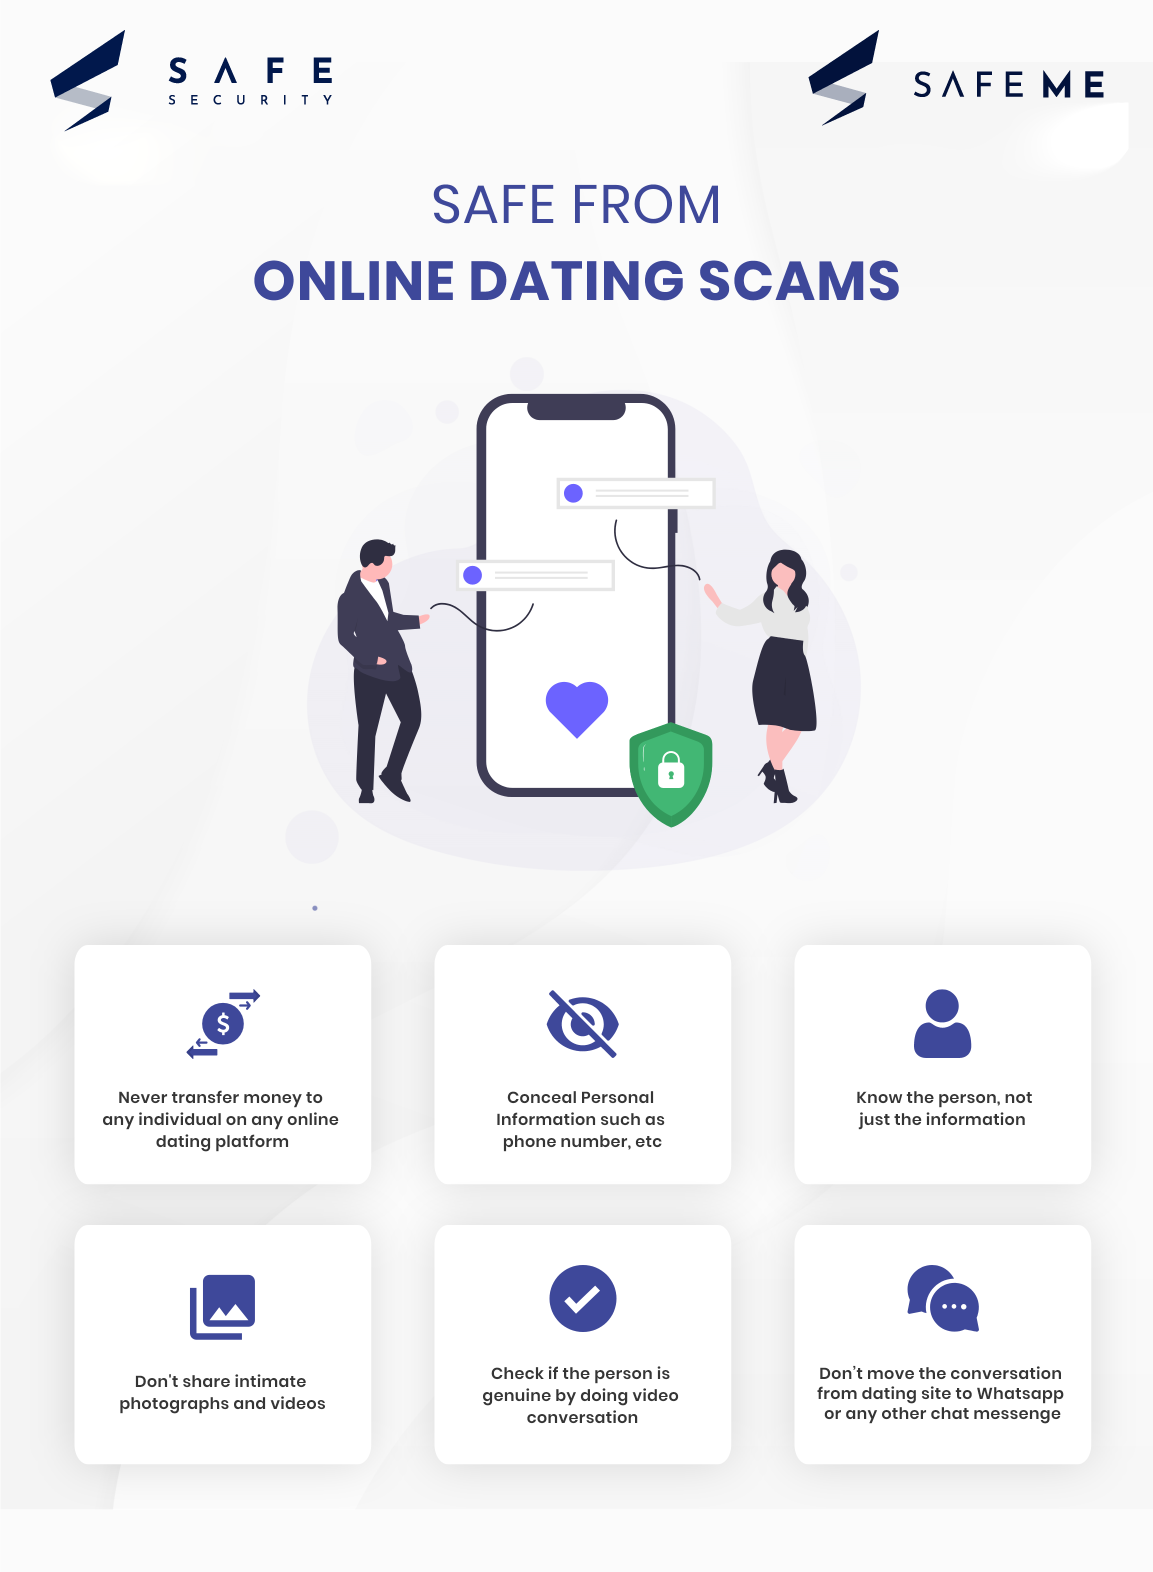 SAFE
SECURITY
SAFE ME
SAFE FROM
ONLINE DATING SCAMS
$
Never transfer money to
any individual on any online
dating platform
Conceal Personal
Information such as
phone number, etc
Know the person, not
just the information
Don't share intimate
photographs and videos
Check if the person is
genuine by doing video
conversation
Don't move the conversation
from dating site to Whatsapp
or any other chat messenge